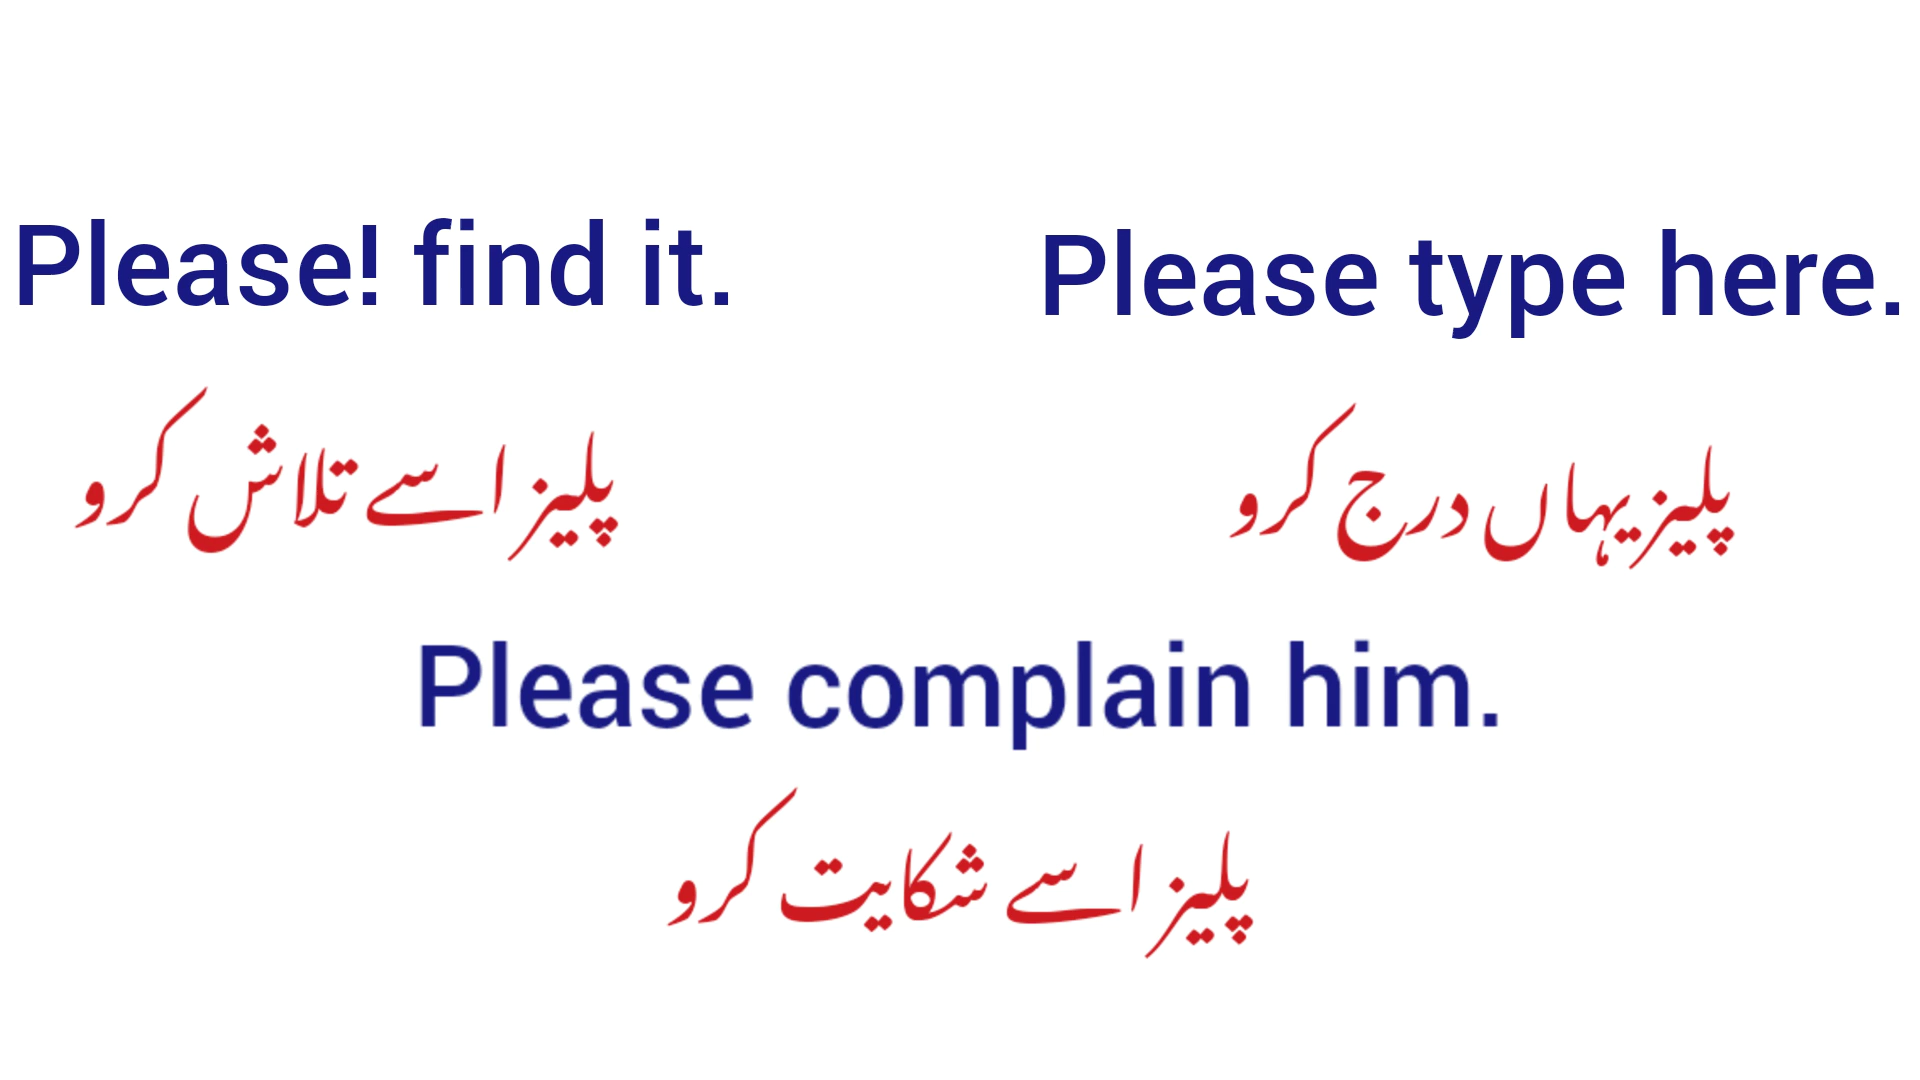 Please! find it.
Please type here.
پلیز اسے تلاش کرو
پلیز یہاں درج کرو
Please complain him.
پلیز اسے شکایت کرو